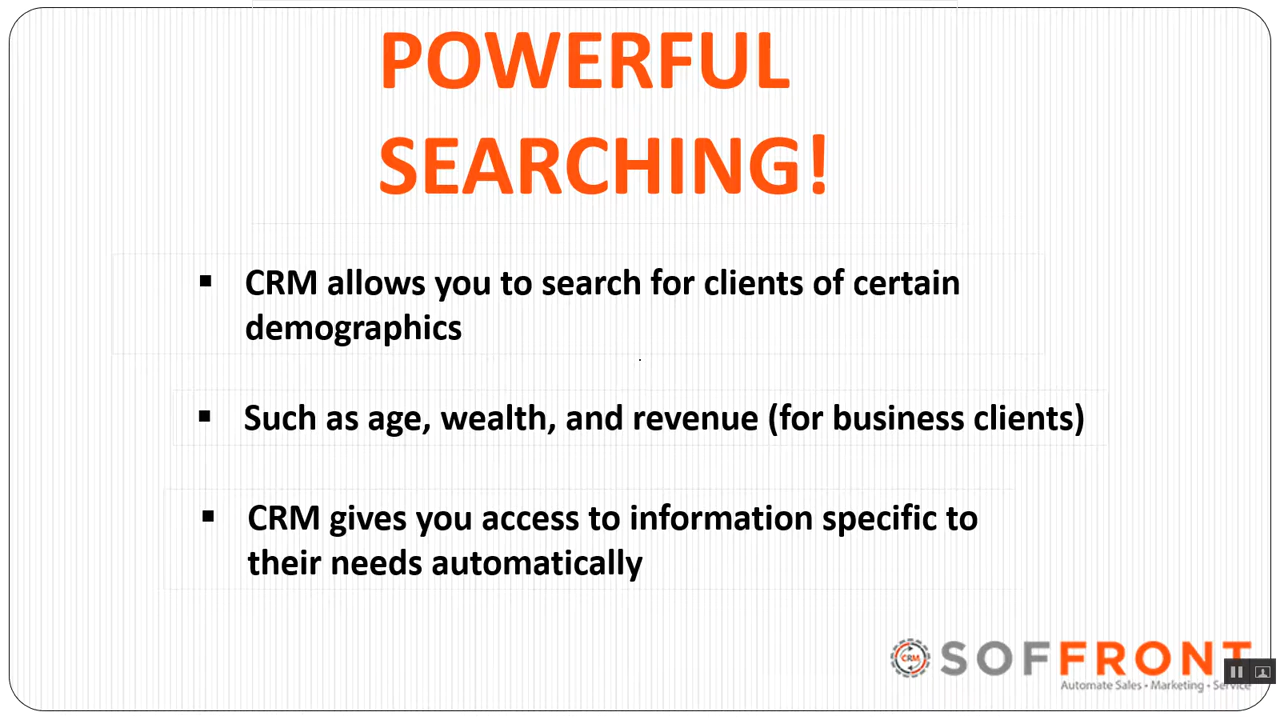 POWERFUL
SEARCHING!
▪ CRM allows you to search for clients of certain
demographics
▪ Such as age, wealth, and revenue (for business clients)
▪ CRM gives you access to information specific to
their needs automatically
CRM SOFFRONT
Automate Sales • Marketing • Service